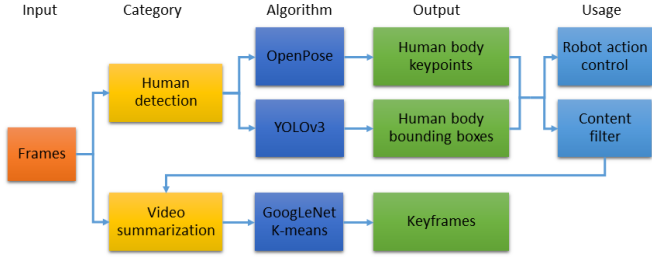 Input
Category
Algorithm
Output
Usage
Human
detection
OpenPose
Human body
keypoints
Robot action
control
YOLOv3
Human body
bounding boxes
Content
filter
Frames
Video
summarization
GoogLeNet
K-means
Keyframes